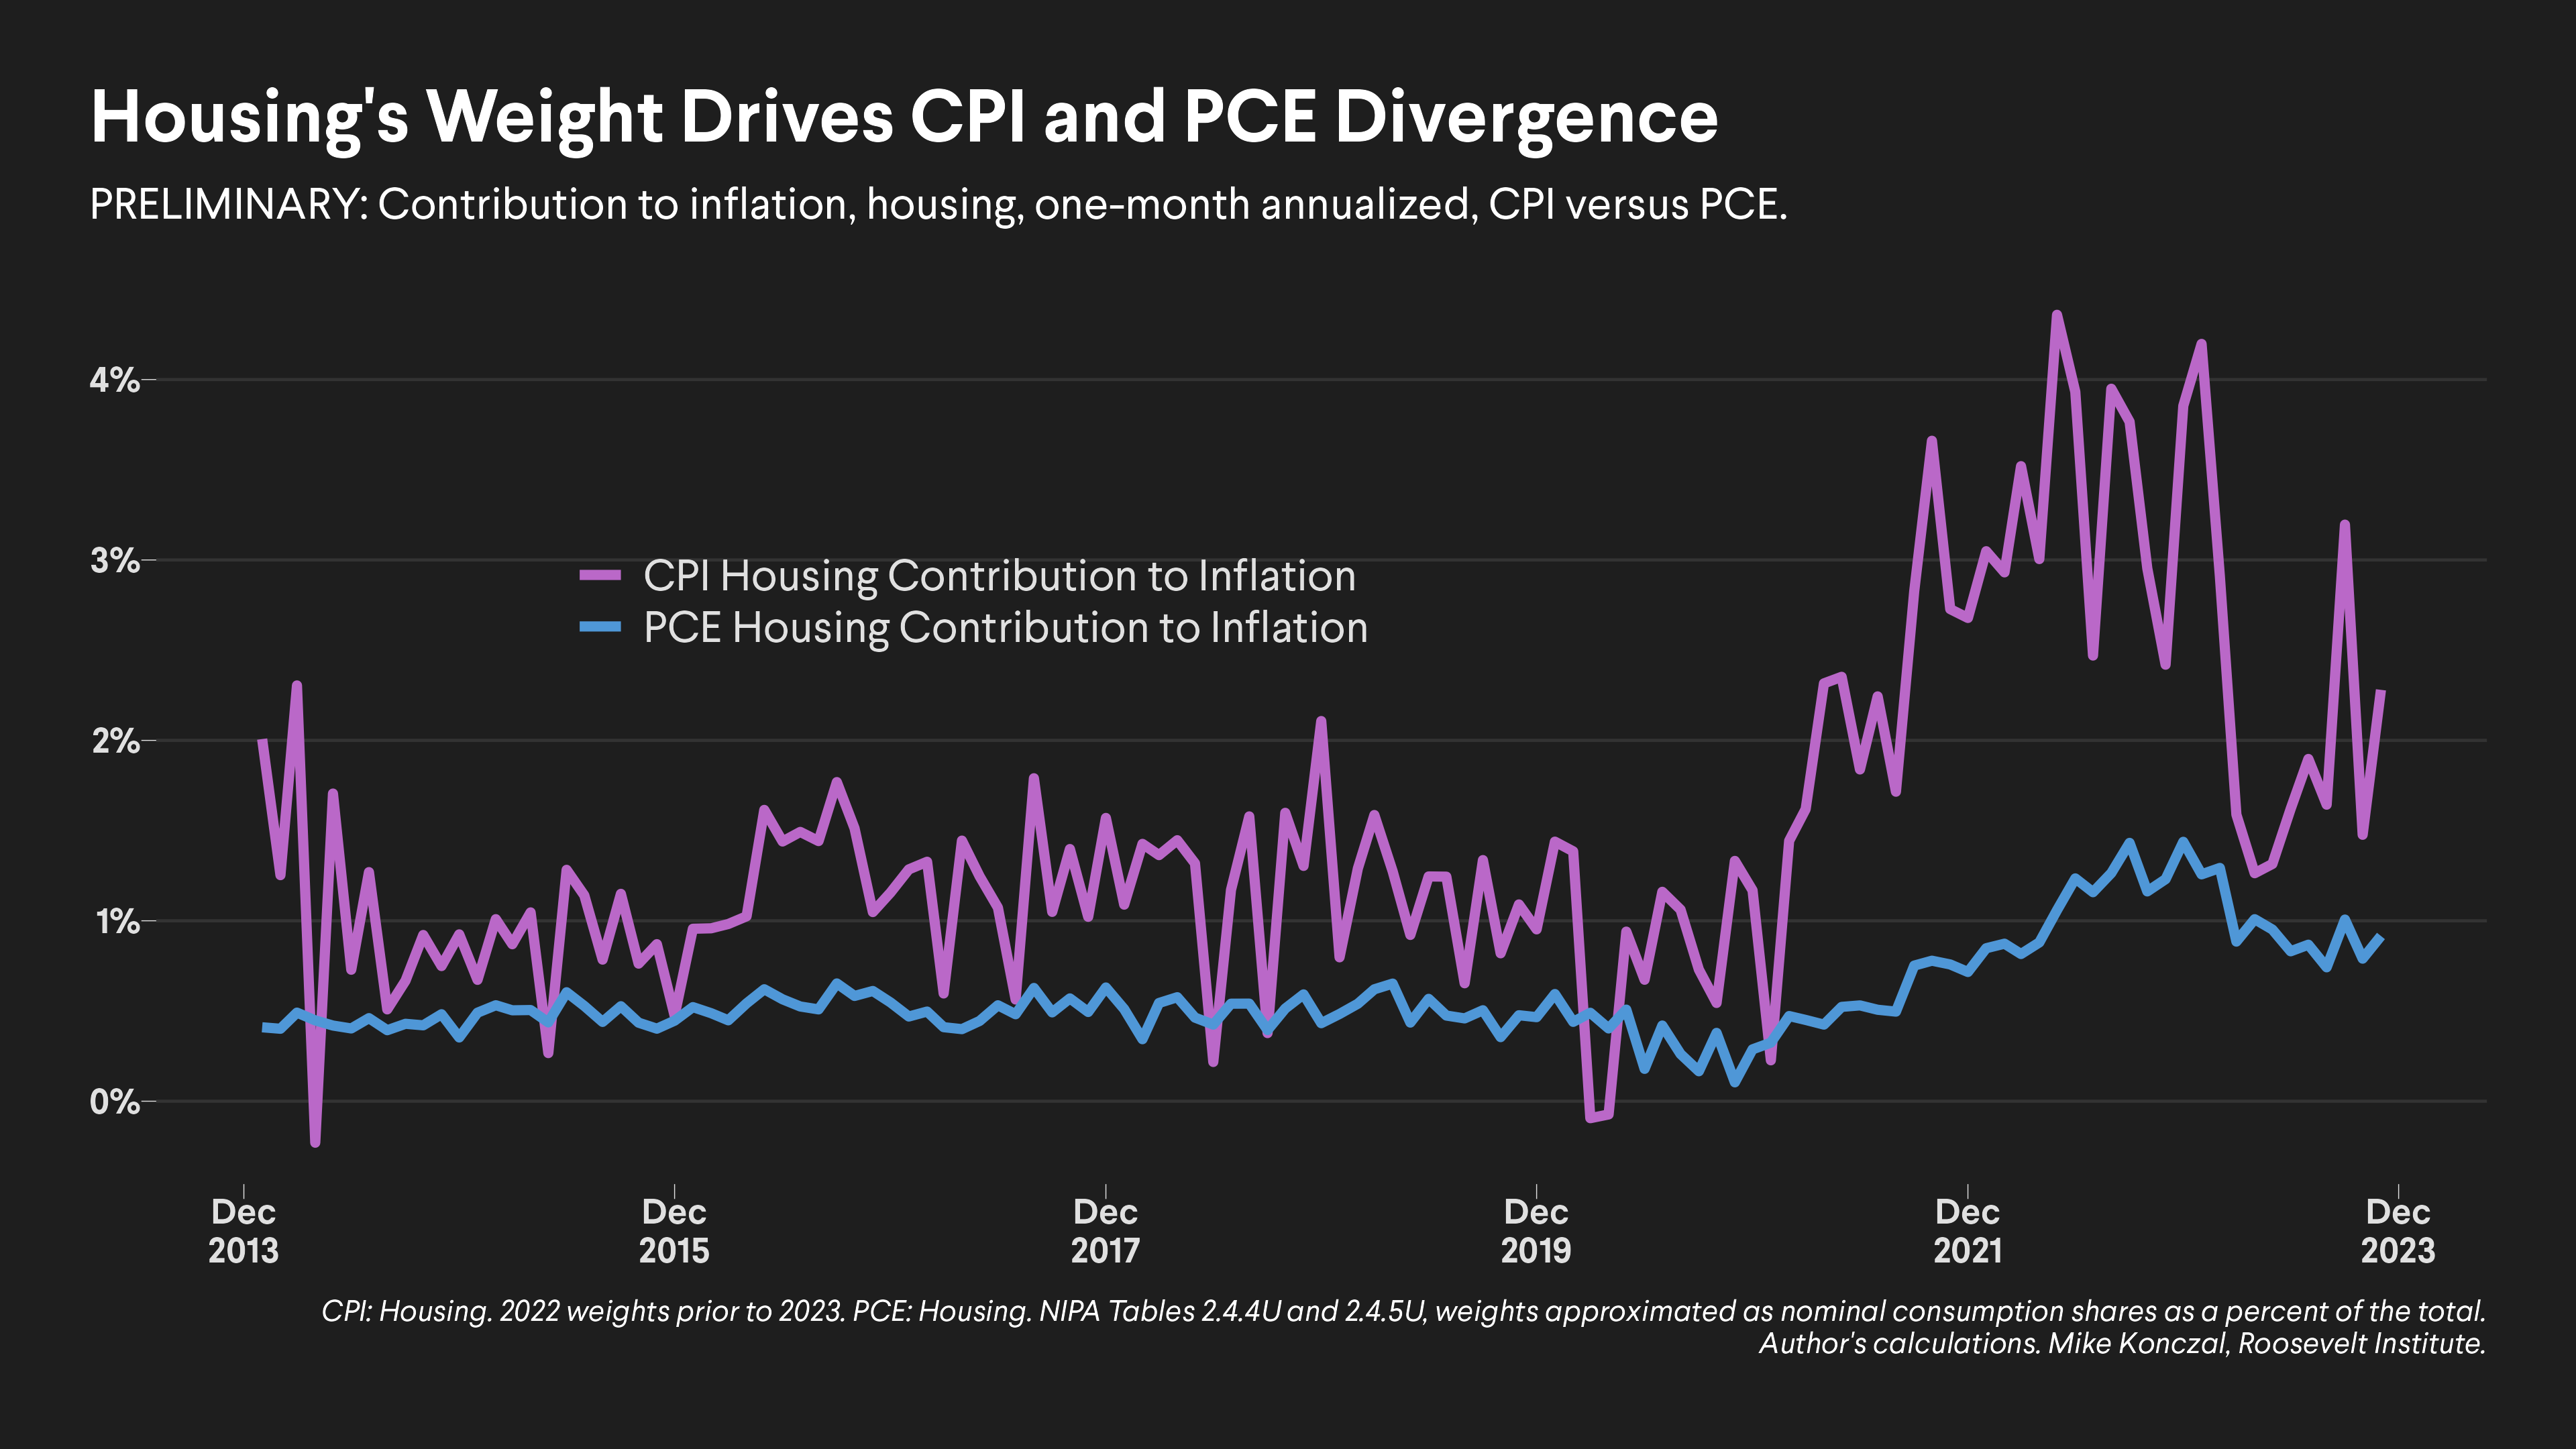 Housing's Weight Drives CPI and PCE Divergence
PRELIMINARY: Contribution to inflation, housing, one-month annualized, CPI versus PCE.
4%
3%
CPI Housing Contribution to Inflation
PCE Housing Contribution to Inflation
2%
1%
0%
Dec 2013
Dec 2015
Dec 2017
Dec 2019
Dec 2021
Dec 2023
CPI: Housing. 2022 weights prior to 2023. PCE: Housing. NIPA Tables 2.4.4U and 2.4.5U, weights approximated as nominal consumption shares as a percent of the total.
Author's calculations. Mike Konczal, Roosevelt Institute.